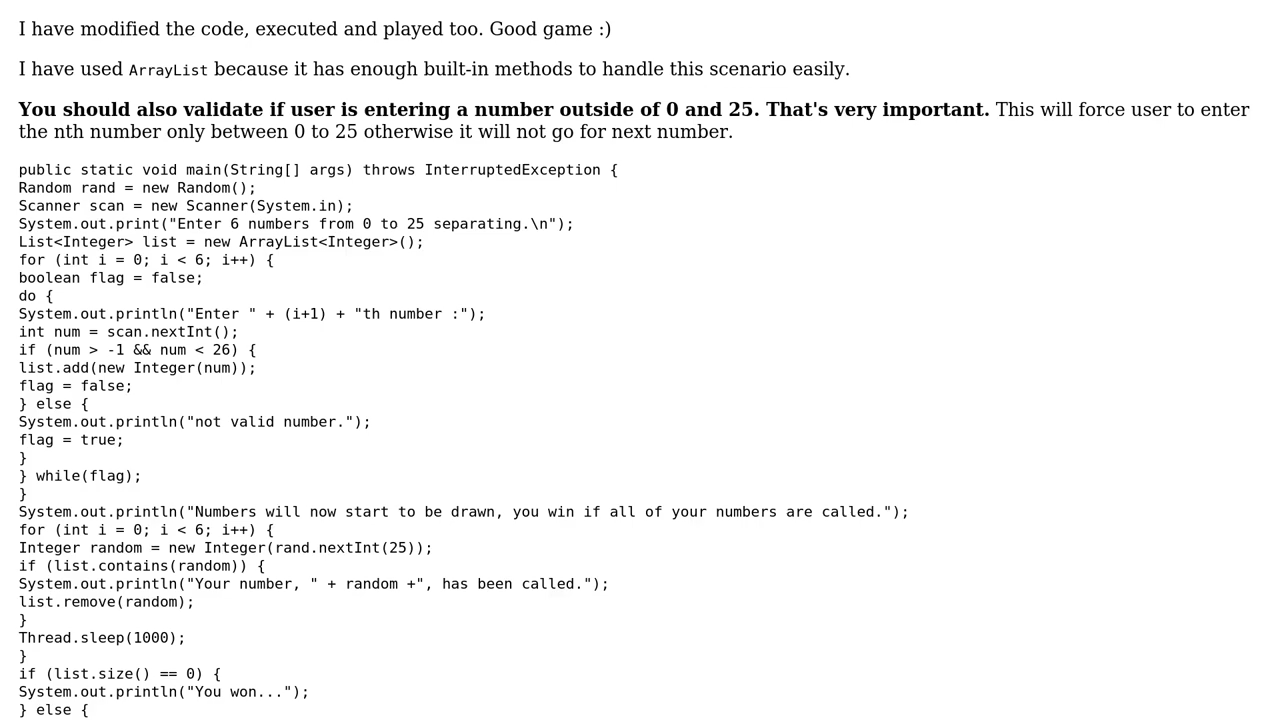 I have modified the code, executed and played too. Good game :)
I have used ArrayList because it has enough built-in methods to handle this scenario easily.
You should also validate if user is entering a number outside of 0 and 25. That's very important. This will force user to enter
the nth number only between 0 to 25 otherwise it will not go for next number.
public static void main(String[] args) throws InterruptedException {
Random rand = new Random();
Scanner scan = new Scanner(System.in);
System.out.print("Enter 6 numbers from 0 to 25 separating.\n");
List<Integer> list = new ArrayList<Integer>();
for (int i = 0; i < 6; i++) {
boolean flag = false;
do {
System.out.println("Enter " + (i+1) + "th number :");
int num = scan.nextInt();
if (num > -1 && num < 26) {
list.add(new Integer(num));
flag = false;
} else {
System.out.println("not valid number.");
flag = true;
}
} while(flag);
}
System.out.println("Numbers will now start to be drawn, you win if all of your numbers are called.");
for (int i = 0; i < 6; i++) {
Integer random = new Integer(rand.nextInt(25));
if (list.contains(random)) {
System.out.println("Your number, " + random +", has been called.");
list.remove(random);
}
Thread.sleep(1000);
}
if (list.size() == 0) {
System.out.println("You won...");
} else {